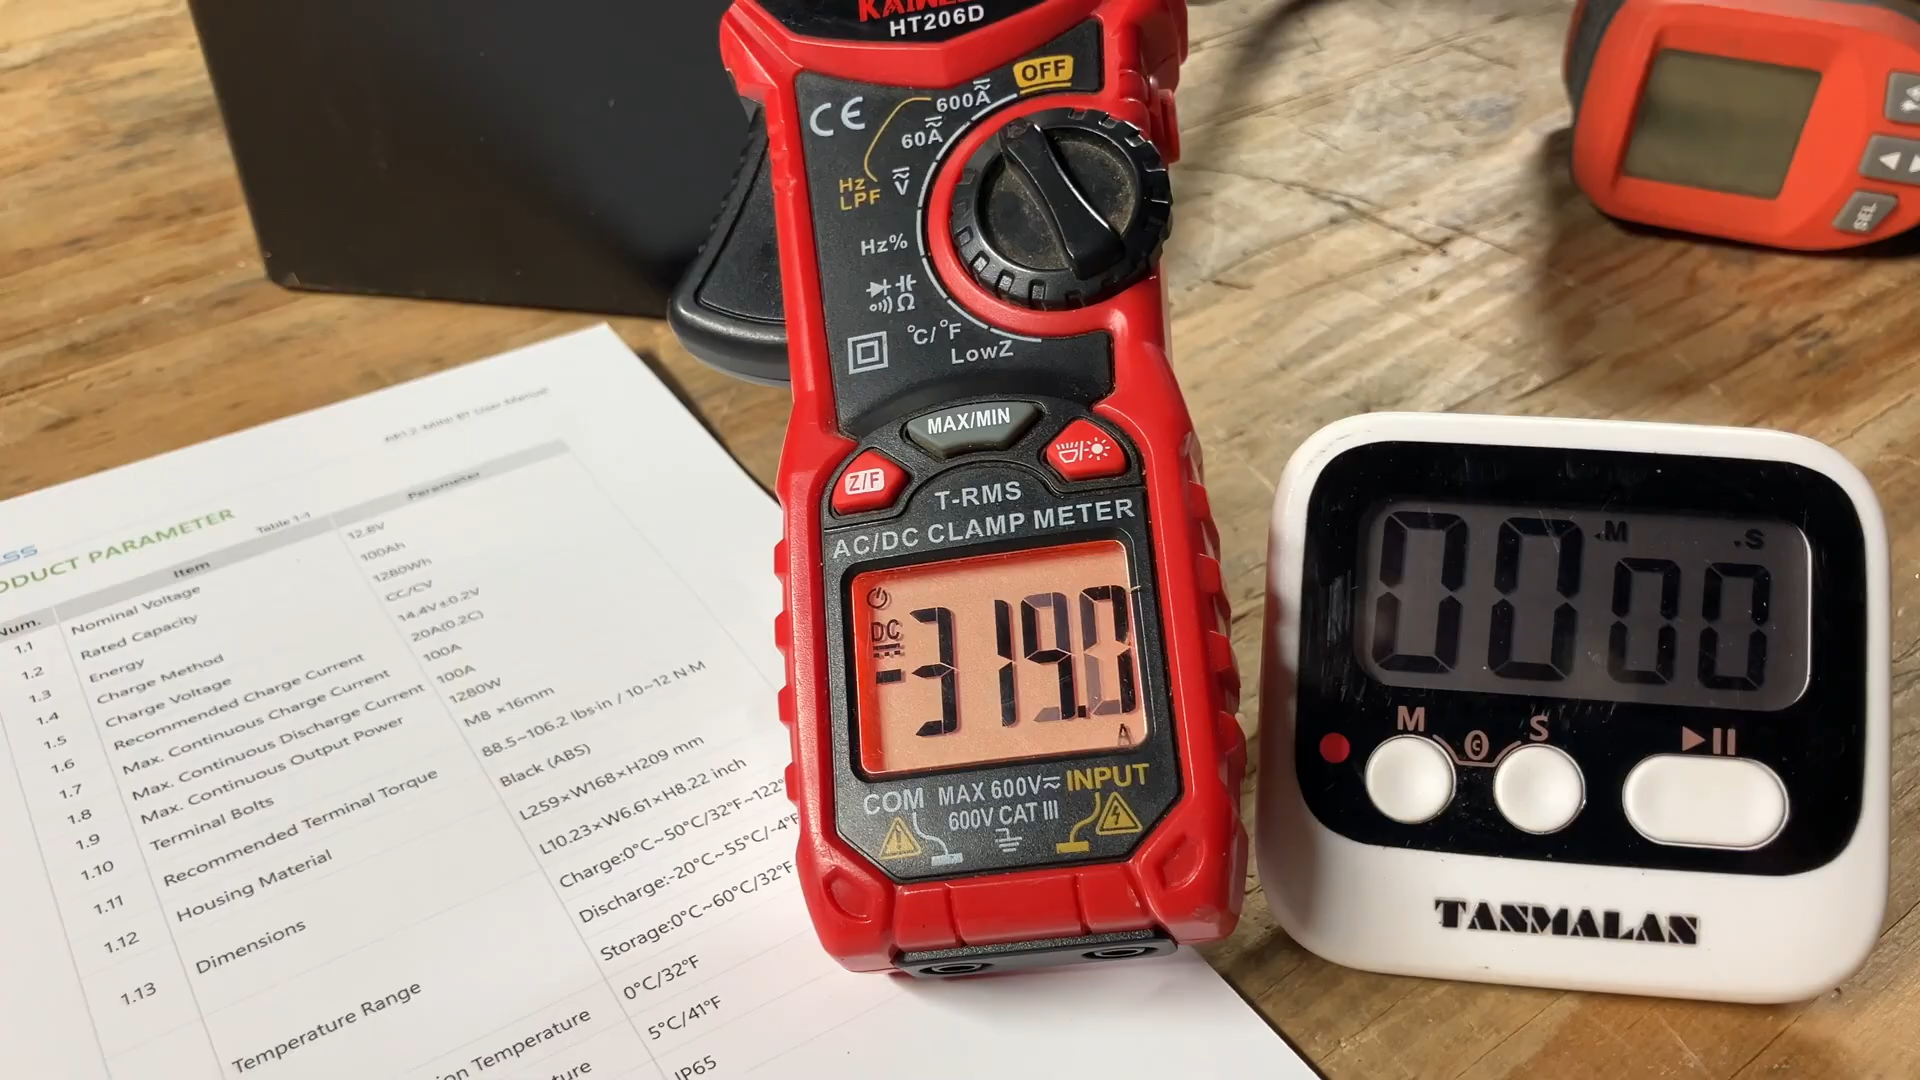 HT206D
OFF
600A
60A
V
Hz
LPF
Hz%
Ω
°C/°F
LowZ
CE
MAX/MIN
Z/F
T-RMS
AC/DC CLAMP METER
DC
-319.0
A
COM
MAX 600V
INPUT
600V CAT III
M
S
00 00
M
S
C
TANMALAN
SEL
User Manual
PRODUCT PARAMETER
Table 1-1
Num.
Item
Parameter
1.1
Nominal Voltage
12.8V
1.2
Rated Capacity
100Ah
1.3
Energy
1280Wh
1.4
Charge Method
CC/CV
1.5
Charge Voltage
14.4V±0.2V
1.6
Recommended Charge Current
20A(0.2C)
1.7
Max. Continuous Charge Current
100A
1.8
Max. Continuous Discharge Current
100A
1.9
Max. Continuous Output Power
1280W
1.10
Terminal Bolts
M8 ×16mm
1.11
Recommended Terminal Torque
88.5~106.2 lbs·in / 10~12 N·M
1.12
Housing Material
Black (ABS)
1.13
Dimensions
L259×W168×H209 mm
L10.23×W6.61×H8.22 inch
Temperature Range
Charge:0°C~50°C/32°F~122°
Discharge:-20°C~55°C/-4°F
Storage:0°C~60°C/32°F
Temperature
0°C/32°F
5°C/41°F
IP65